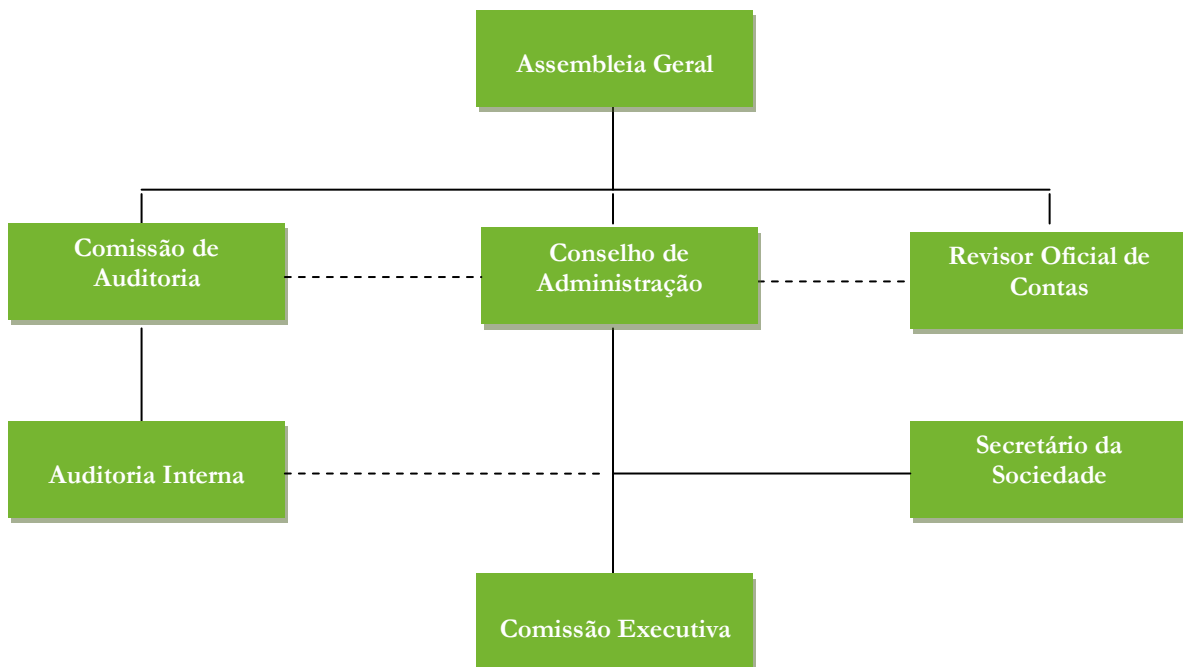 Assembleia Geral
Comissão de
Auditoria
Conselho de
Administração
Revisor Oficial de
Contas
Auditoria Interna
Secretário da
Sociedade
Comissão Executiva